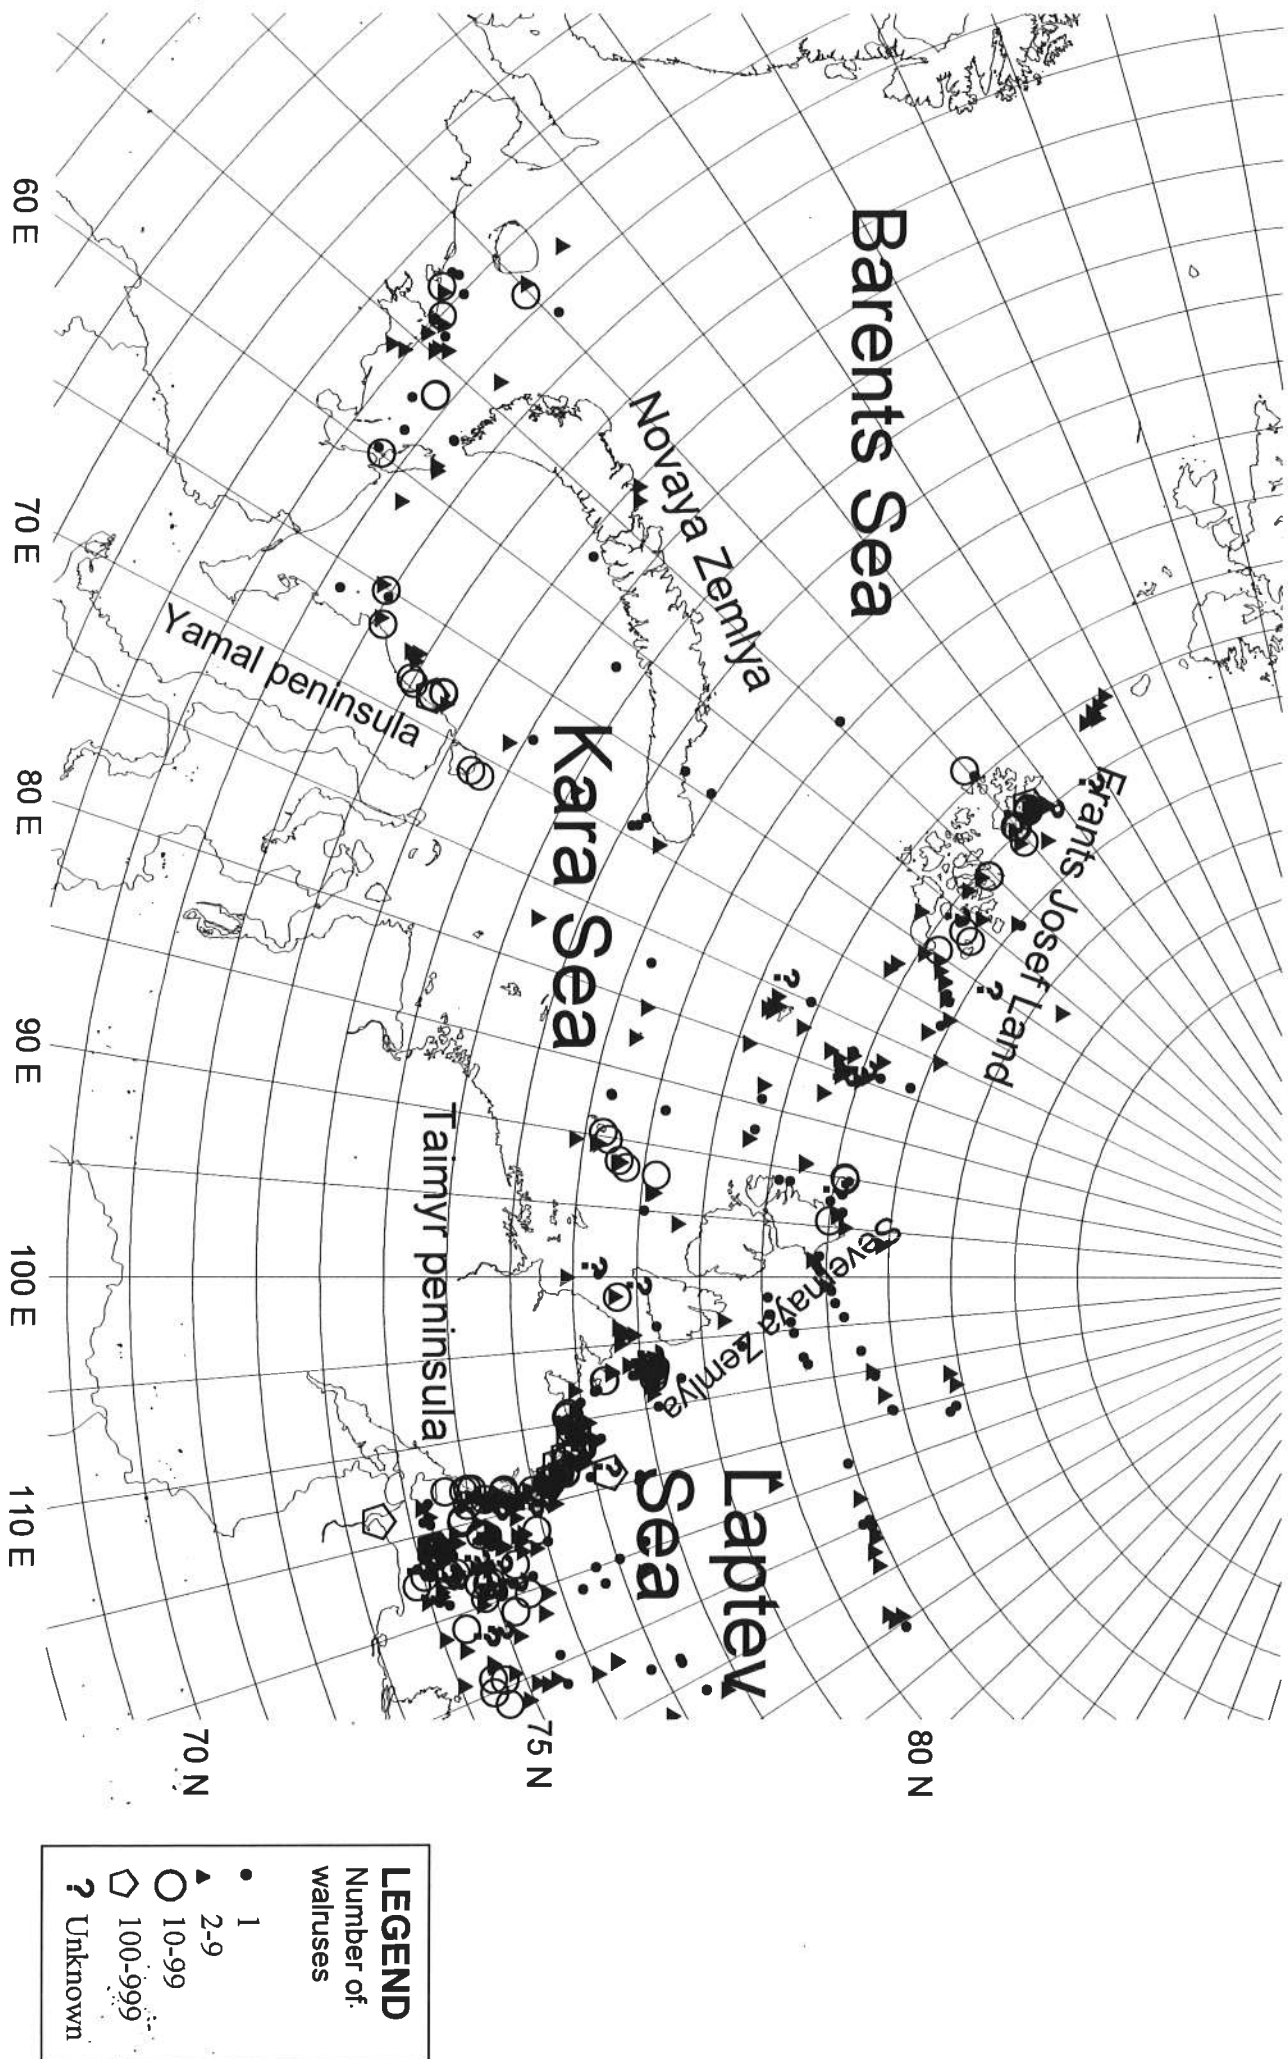 Barents Sea
Novaya Zemlya
Frants Josef Land
Kara Sea
Yamal peninsula
Severnaya Zemlya
Taimyr peninsula
Laptev
Sea
60 E
70 E
80 E
90 E
100 E
110 E
70 N
75 N
80 N
LEGEND
Number of
walruses
1
2-9
10-99
100-999
? Unknown